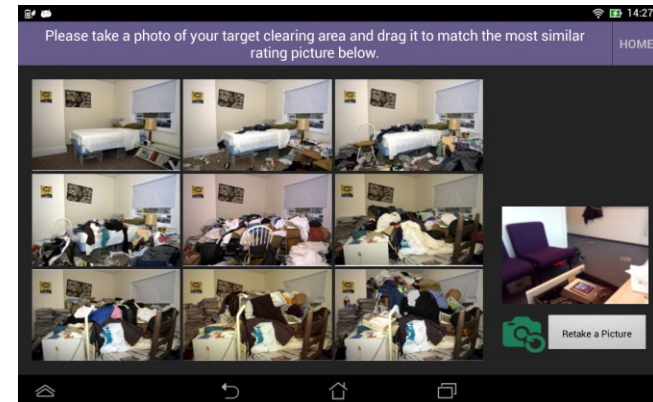 14:27
Please take a photo of your target clearing area and drag it to match the most similar
rating picture below.
HOME
Retake a Picture